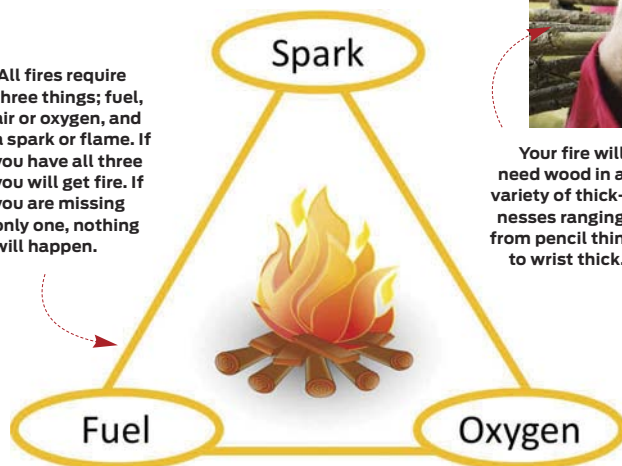 Spark
All fires require
three things; fuel,
air or oxygen, and
a spark or flame. If
you have all three
you will get fire. If
you are missing
only one, nothing
will happen.
Your fire will
need wood in a
variety of thick-
nesses ranging
from pencil thin
to wrist thick.
Fuel
Oxygen